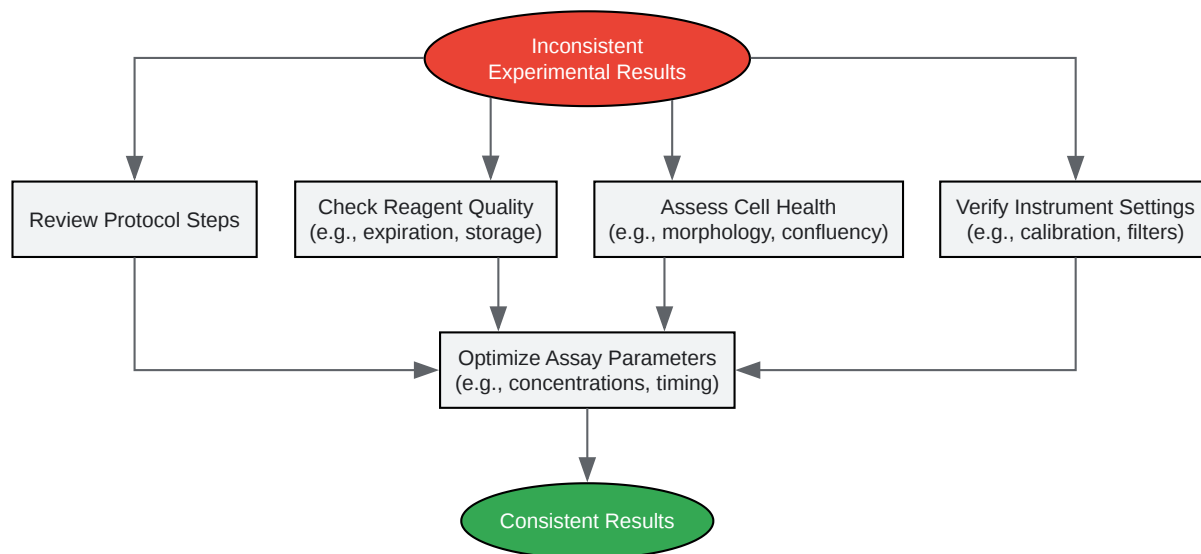 Inconsistent
Experimental Results
Review Protocol Steps
Check Reagent Quality
(e.g., expiration, storage)
Assess Cell Health
(e.g., morphology, confluency)
Verify Instrument Settings
(e.g., calibration, filters)
Optimize Assay Parameters
(e.g., concentrations, timing)
Consistent Results